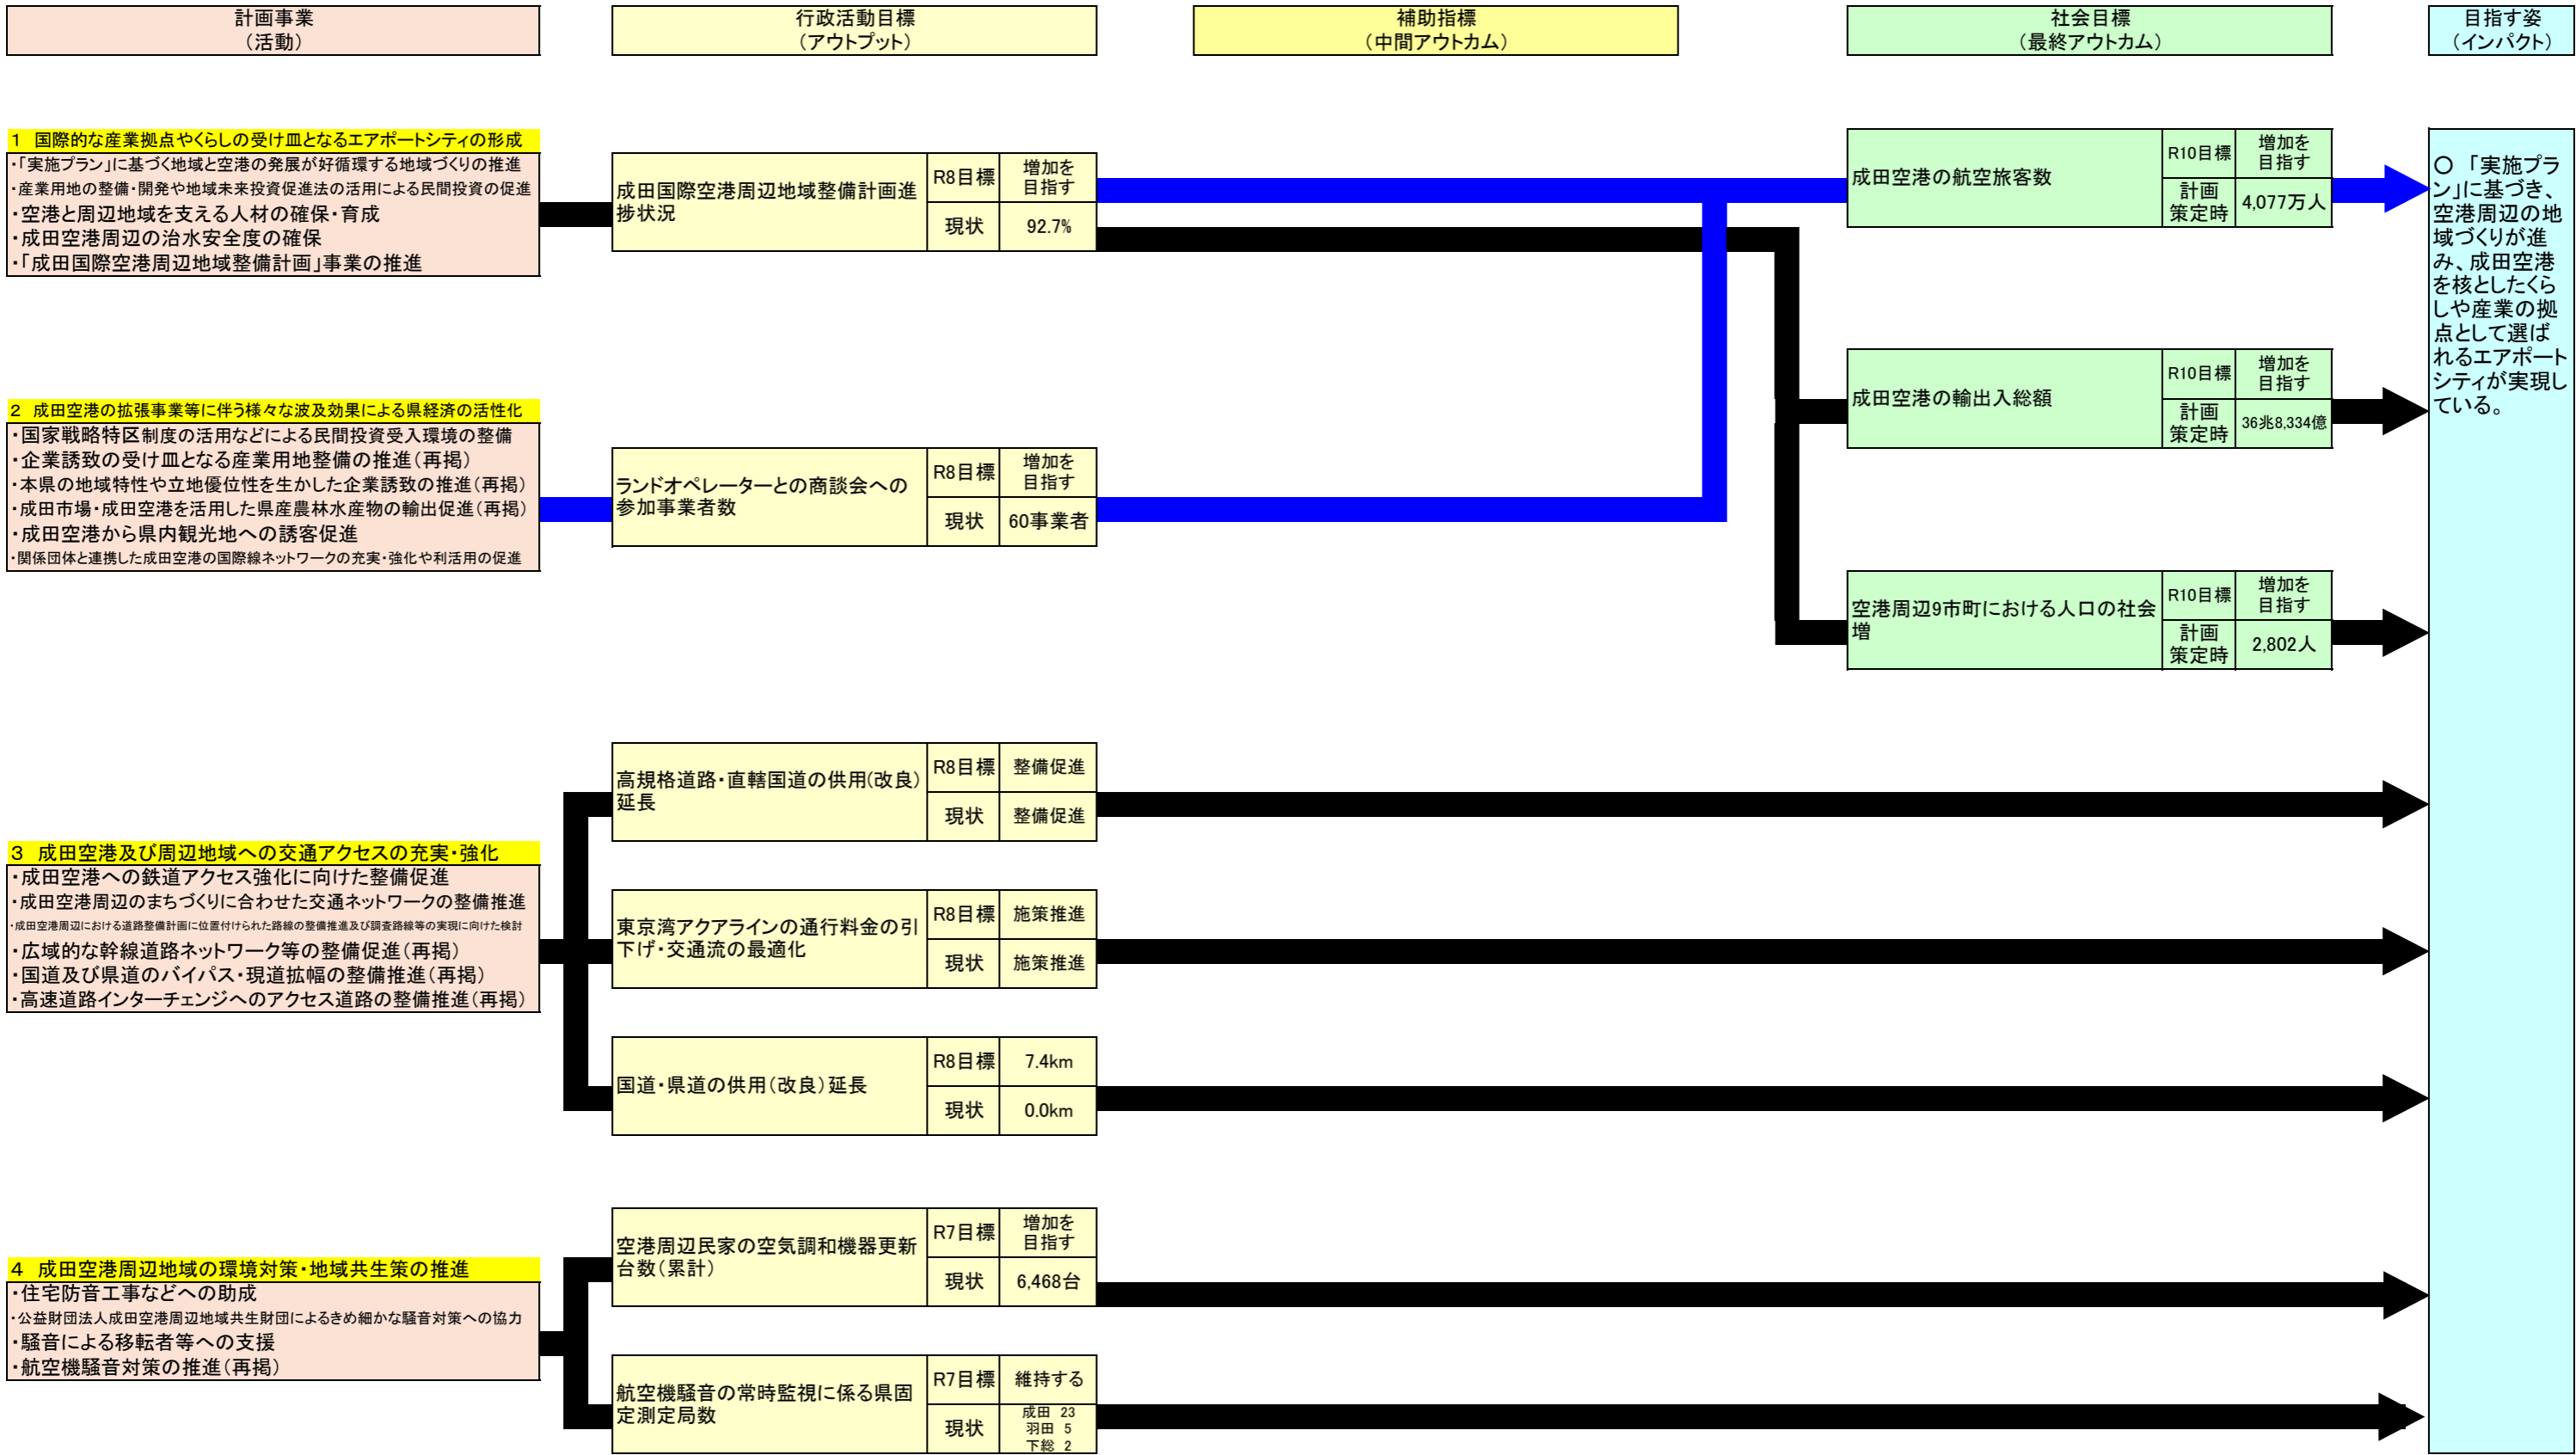 計画事業
(活動)
行政活動目標
(アウトプット)
補助指標
(中間アウトカム)
社会目標
(最終アウトカム)
目指す姿
(インパクト)
1 国際的な産業拠点やくらしの受け皿となるエアポートシティの形成
・「実施プラン」に基づく地域と空港の発展が好循環する地域づくりの推進
・産業用地の整備・開発や地域未来投資促進法の活用による民間投資の促進
・空港と周辺地域を支える人材の確保・育成
・成田空港周辺の治水安全度の確保
・「成田国際空港周辺地域整備計画」事業の推進
成田国際空港周辺地域整備計画進
捗状況
R8目標
増加を
目指す
現状
92.7%
成田空港の航空旅客数
R10目標
増加を
目指す
計画
策定時
4,077万人
○ 「実施プラ
ン」に基づき、
空港周辺の地
域づくりが進
み、成田空港
を核としたくら
しや産業の拠
点として選ば
れるエアポート
シティが実現し
ている。
成田空港の輸出入総額
R10目標
増加を
目指す
計画
策定時
36兆8,334億
2 成田空港の拡張事業等に伴う様々な波及効果による県経済の活性化
・国家戦略特区制度の活用などによる民間投資受入環境の整備
・企業誘致の受け皿となる産業用地整備の推進(再掲)
・本県の地域特性や立地優位性を生かした企業誘致の推進(再掲)
・成田市場・成田空港を活用した県産農林水産物の輸出促進(再掲)
・成田空港から県内観光地への誘客促進
・関係団体と連携した成田空港の国際線ネットワークの充実・強化や利活用の促進
ランドオペレーターとの商談会への
参加事業者数
R8目標
増加を
目指す
現状
60事業者
空港周辺9市町における人口の社会
増
R10目標
増加を
目指す
計画
策定時
2,802人
3 成田空港及び周辺地域への交通アクセスの充実・強化
・成田空港への鉄道アクセス強化に向けた整備促進
・成田空港周辺のまちづくりに合わせた交通ネットワークの整備推進
・成田空港周辺における道路整備計画に位置付けられた路線の整備推進及び調査路線等の実現に向けた検討
・広域的な幹線道路ネットワーク等の整備促進(再掲)
・国道及び県道のバイパス・現道拡幅の整備推進(再掲)
・高速道路インターチェンジへのアクセス道路の整備推進(再掲)
高規格道路・直轄国道の供用(改良)
延長
R8目標
整備促進
現状
整備促進
東京湾アクアラインの通行料金の引
下げ・交通流の最適化
R8目標
施策推進
現状
施策推進
国道・県道の供用(改良)延長
R8目標
7.4km
現状
0.0km
4 成田空港周辺地域の環境対策・地域共生策の推進
・住宅防音工事などへの助成
・公益財団法人成田空港周辺地域共生財団によるきめ細かな騒音対策への協力
・騒音による移転者等への支援
・航空機騒音対策の推進(再掲)
空港周辺民家の空気調和機器更新
台数(累計)
R7目標
増加を
目指す
現状
6,468台
航空機騒音の常時監視に係る県固
定測定局数
R7目標
維持する
現状
成田 23
羽田 5
下総 2